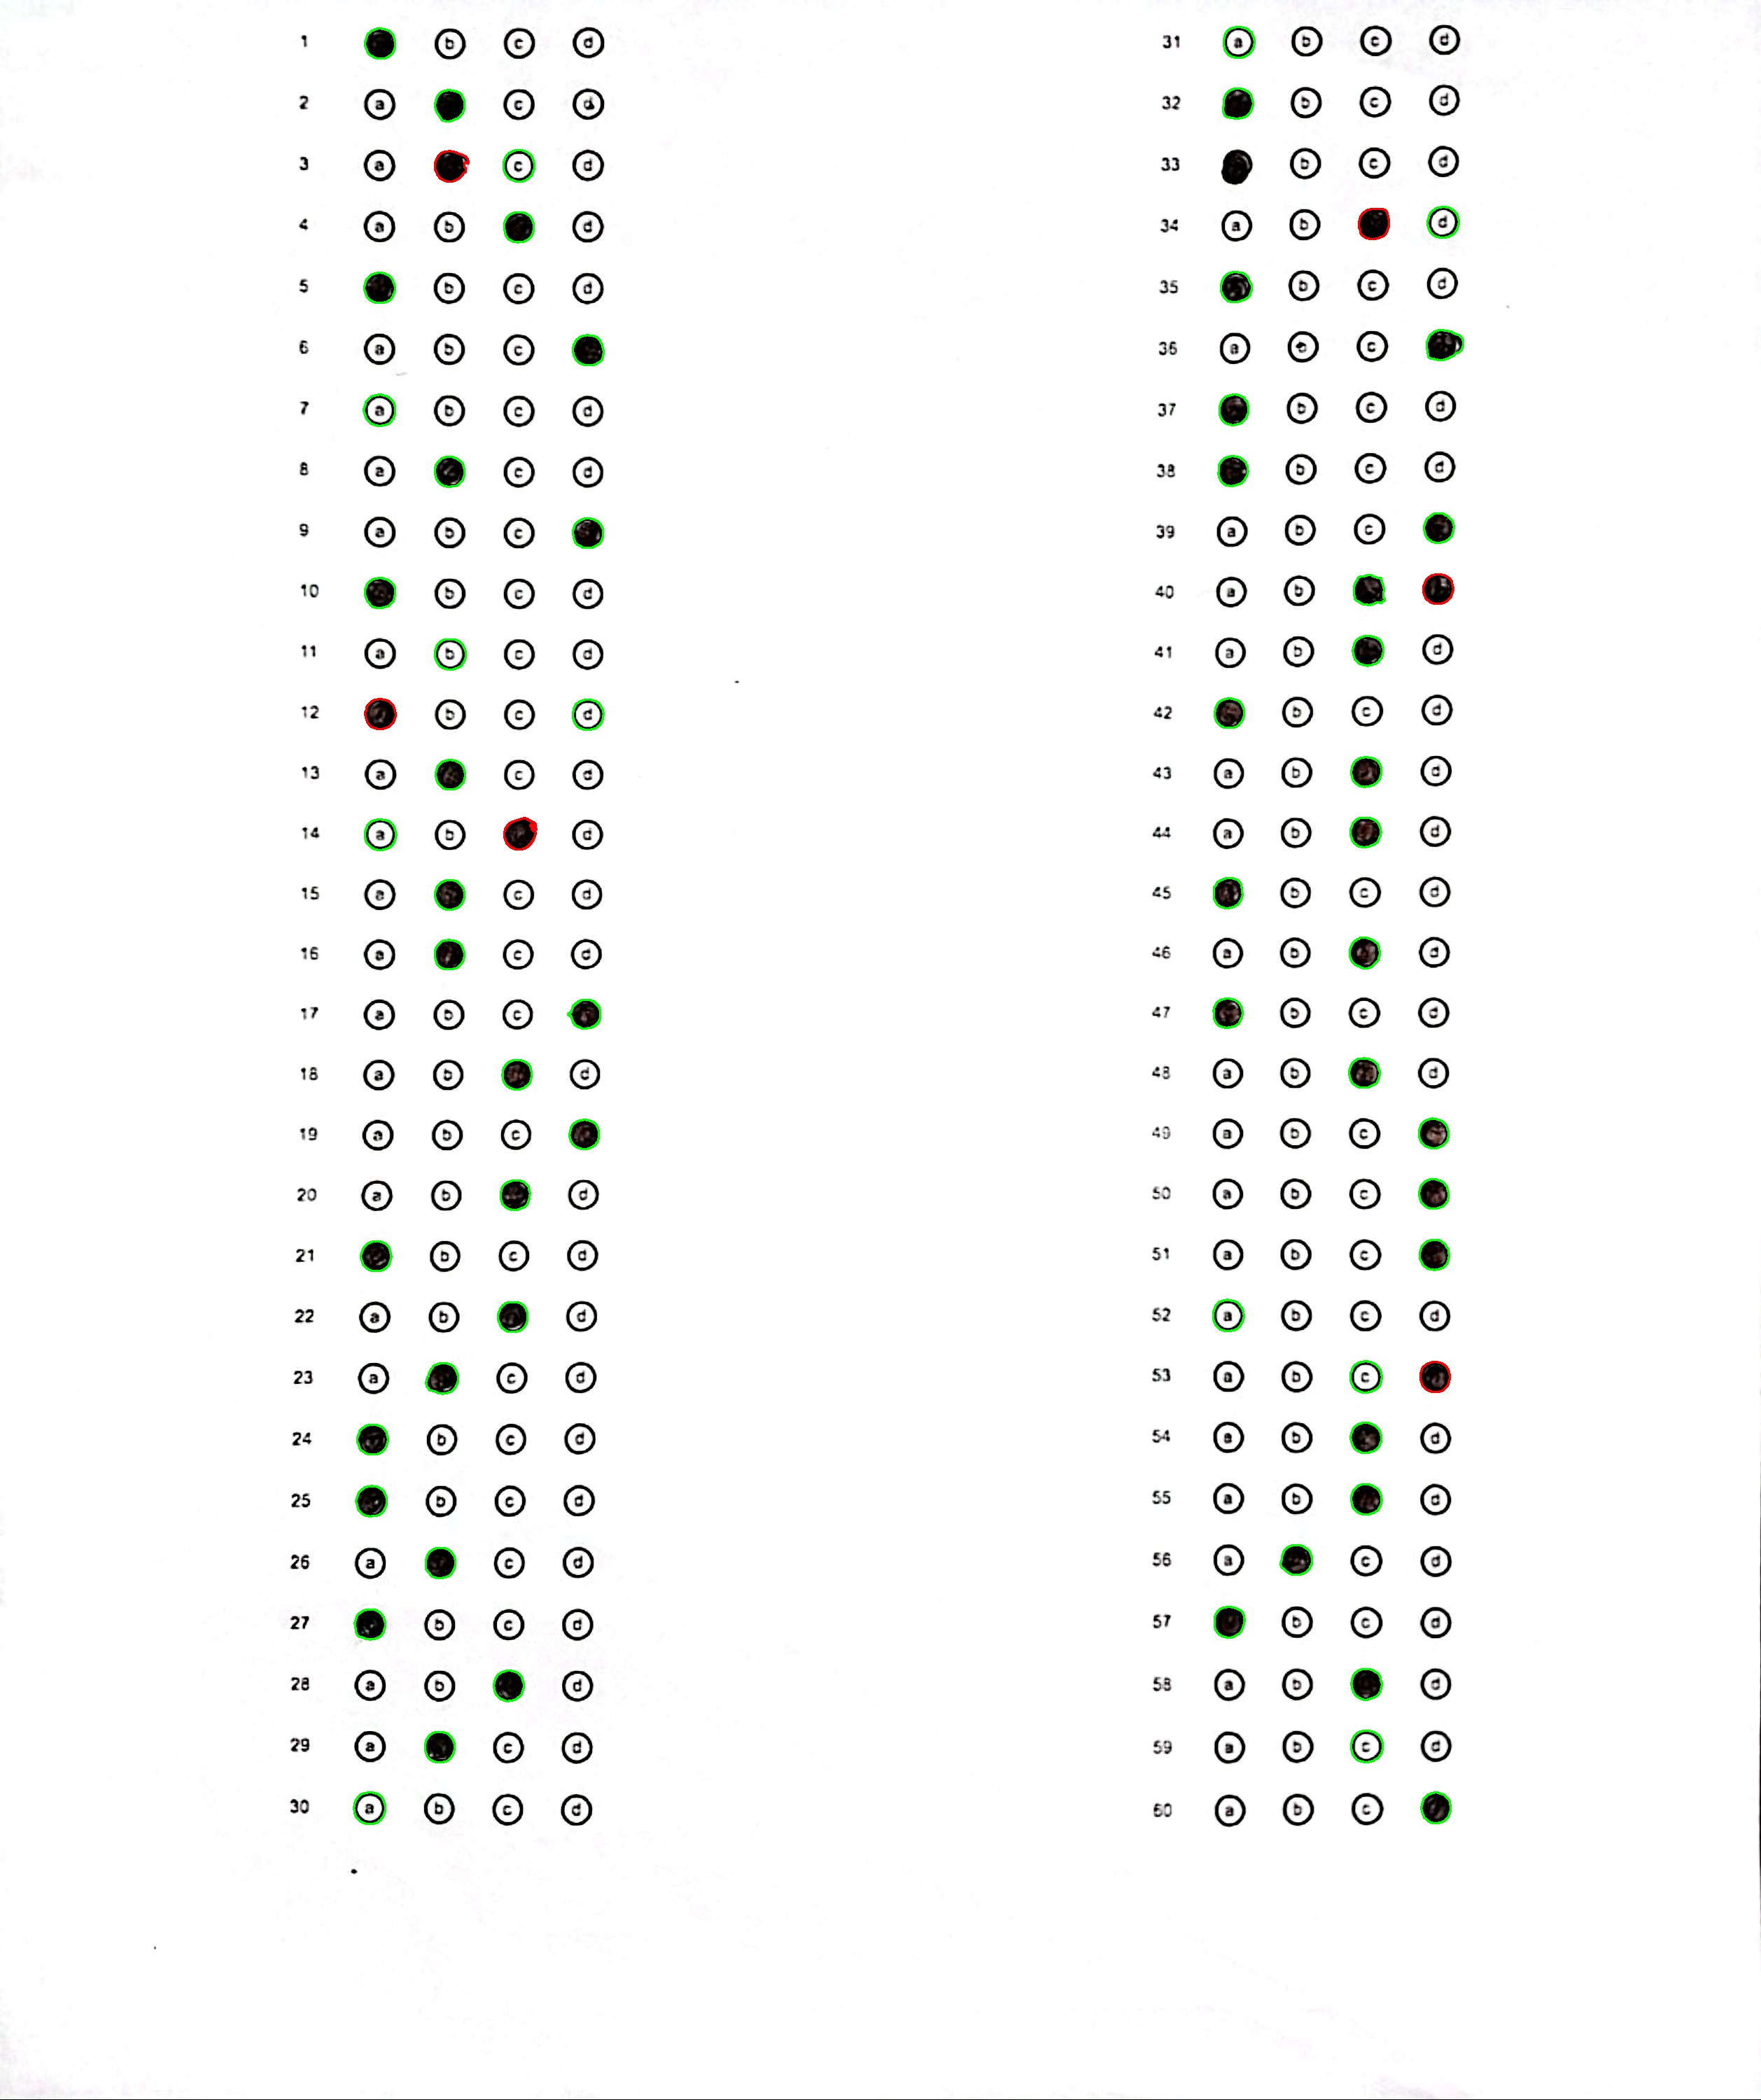 1 b c d
2 a c d
3 a c d
4 a b d
5 b c d
6 a b c
7 a b c d
8 a c d
9 a b c
10 b c d
11 a b c d
12 b c d
13 a c d
14 a b d
15 a c d
16 a c d
17 a b c
18 a b d
19 a b c
20 a b d
21 b c d
22 a b d
23 a c d
24 b c d
25 b c d
26 a c d
27 b c d
28 a b d
29 a c d
30 a b c d
31 a b c d
32 b c d
33 b c d
34 a b d
35 b c d
36 a b c
37 b c d
38 b c d
39 a b c
40 a b
41 a b d
42 b c d
43 a b d
44 a b d
45 b c d
46 a b d
47 b c d
48 a b d
49 a b c
50 a b c
51 a b c
52 a b c d
53 a b c
54 a b d
55 a b d
56 a c d
57 b c d
58 a b d
59 a b c d
60 a b c